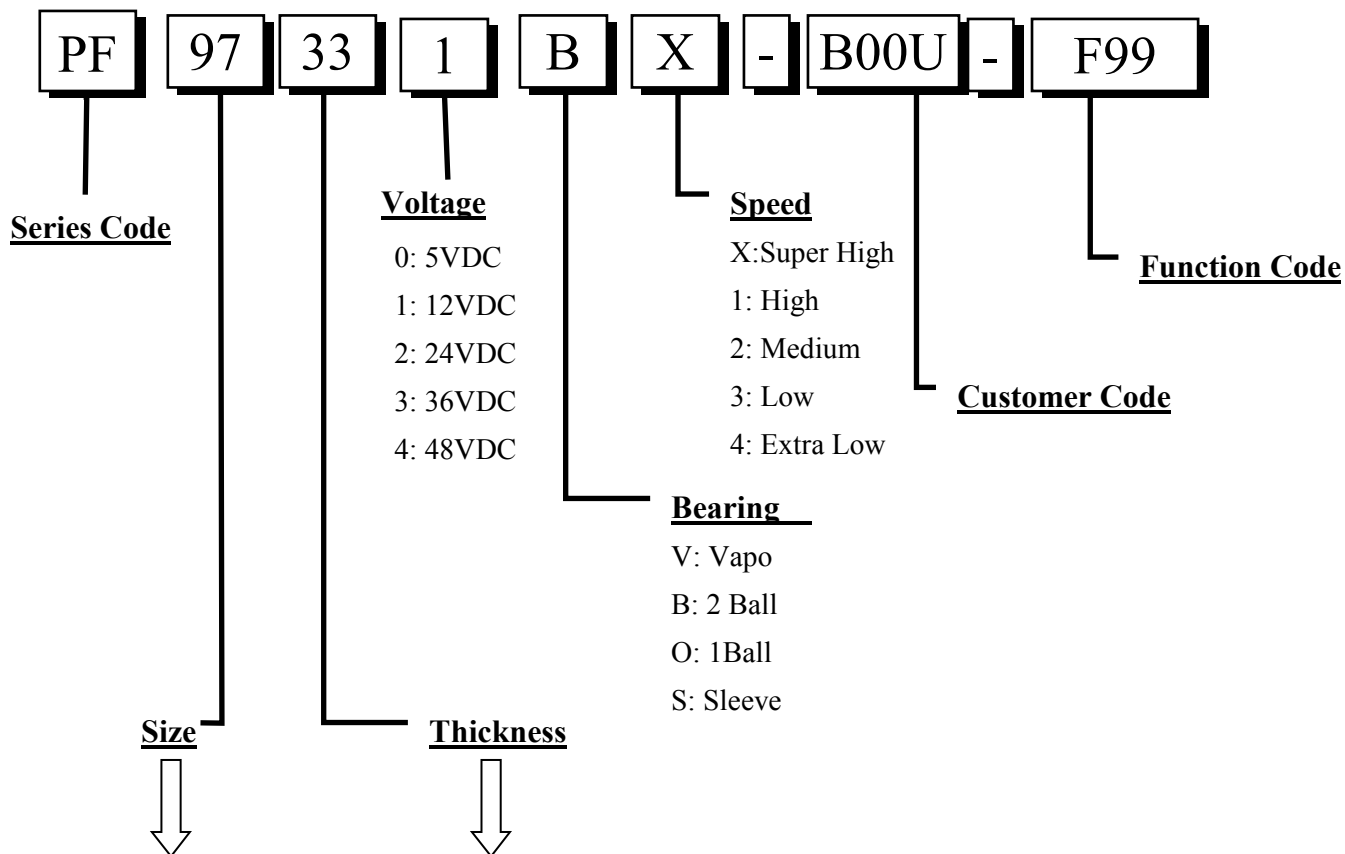 PF 97 33 1 B X - B00U - F99
Series Code
Voltage
0: 5VDC
1: 12VDC
2: 24VDC
3: 36VDC
4: 48VDC
Speed
X:Super High
1: High
2: Medium
3: Low
4: Extra Low
Function Code
Customer Code
Bearing
V: Vapo
B: 2 Ball
O: 1Ball
S: Sleeve
Size
Thickness